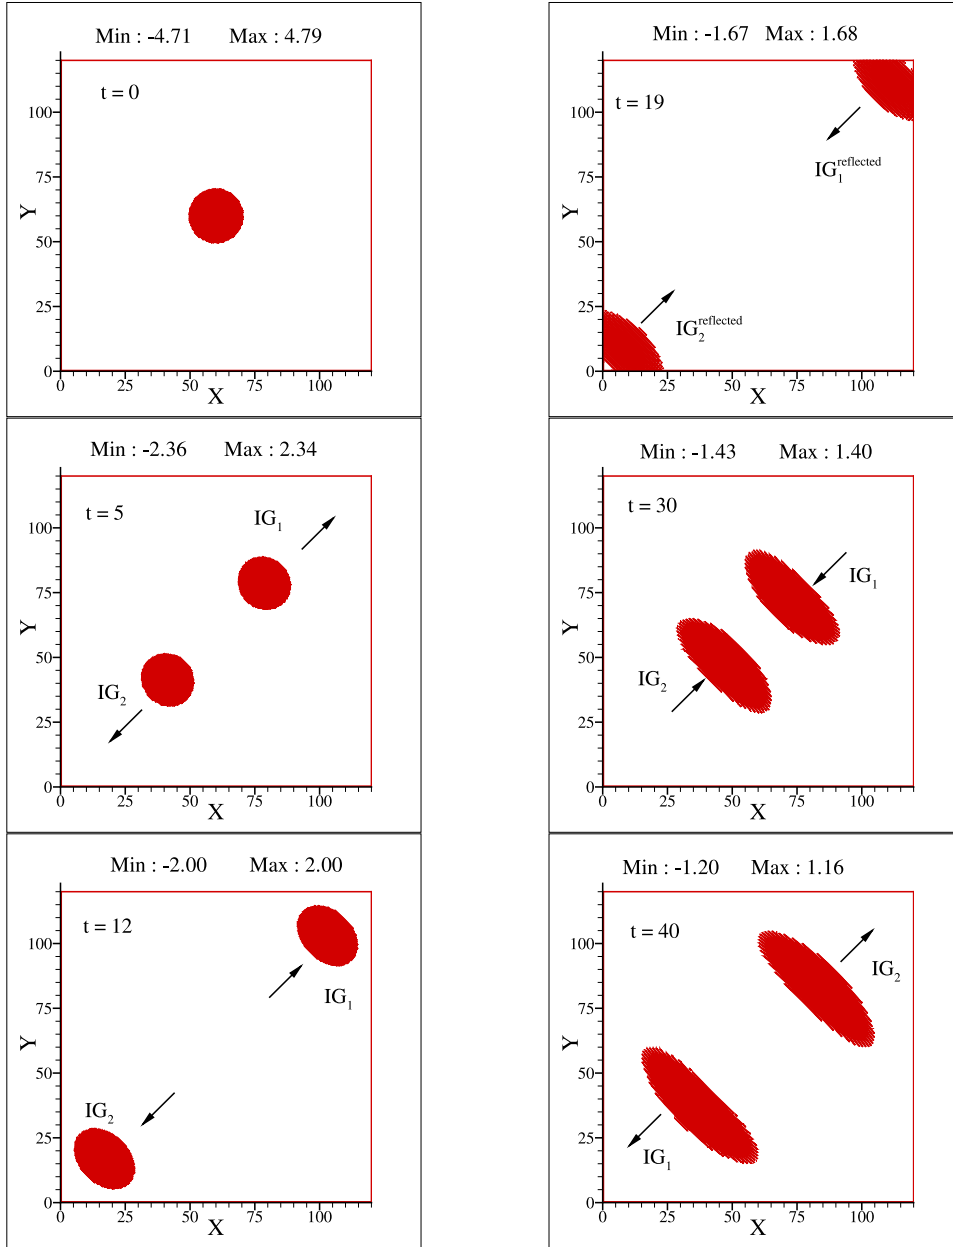 Min : -4.71 Max : 4.79
t = 0
100
75
50
25
0
Y
0 25 50 75 100
X
Min : -1.67 Max : 1.68
t = 19
IG₁^reflected
IG₂^reflected
100
75
50
25
0
Y
0 25 50 75 100
X
Min : -2.36 Max : 2.34
t = 5
IG₁
IG₂
100
75
50
25
0
Y
0 25 50 75 100
X
Min : -1.43 Max : 1.40
t = 30
IG₁
IG₂
100
75
50
25
0
Y
0 25 50 75 100
X
Min : -2.00 Max : 2.00
t = 12
IG₁
IG₂
100
75
50
25
0
Y
0 25 50 75 100
X
Min : -1.20 Max : 1.16
t = 40
IG₂
IG₁
100
75
50
25
0
Y
0 25 50 75 100
X